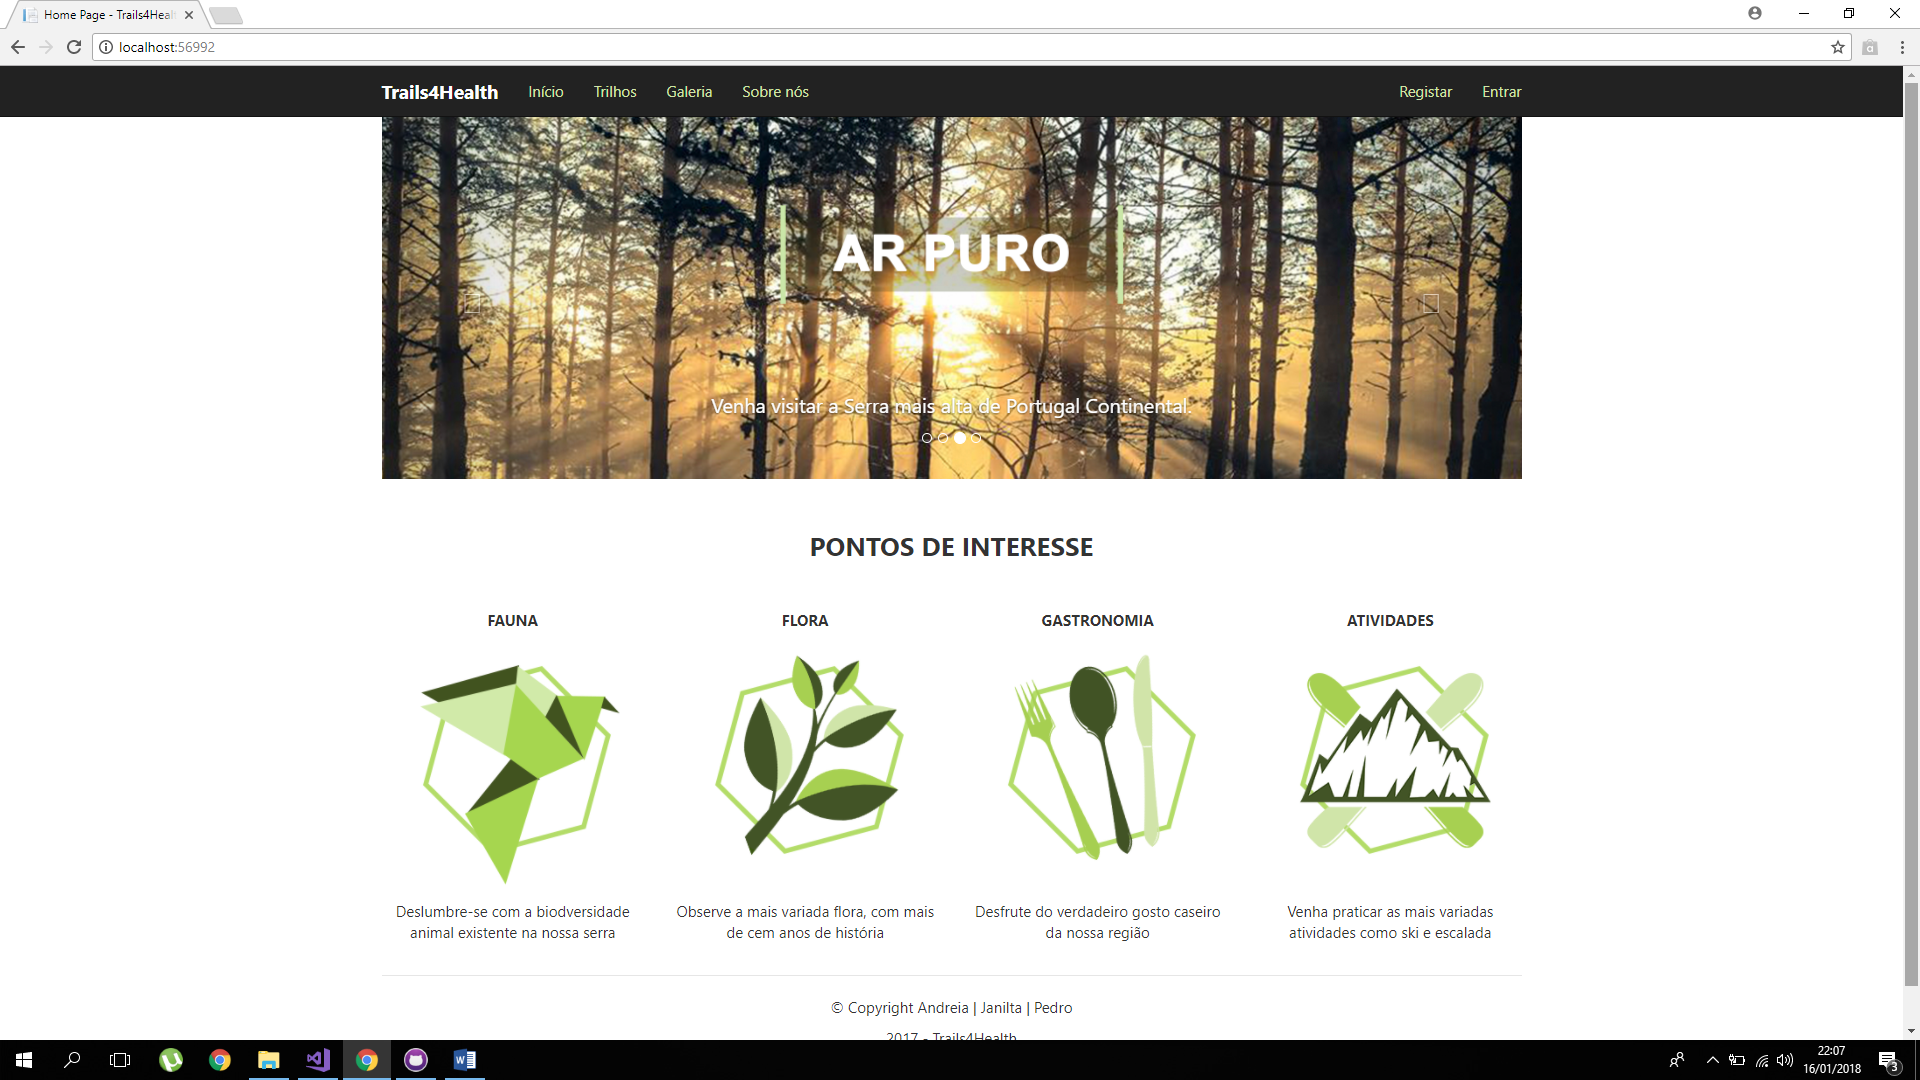 Home Page - Trails4Heal
localhost:56992
Trails4Health Início Trilhos Galeria Sobre nós Registar Entrar
AR PURO
Venha visitar a Serra mais alta de Portugal Continental.
PONTOS DE INTERESSE
FAUNA FLORA GASTRONOMIA ATIVIDADES
Deslumbre-se com a biodversidade
animal existente na nossa serra
Observe a mais variada flora, com mais
de cem anos de história
Desfrute do verdadeiro gosto caseiro
da nossa região
Venha praticar as mais variadas
atividades como ski e escalada
© Copyright Andreia | Janilta | Pedro
2017 - Trails4Health
22:07
16/01/2018
3